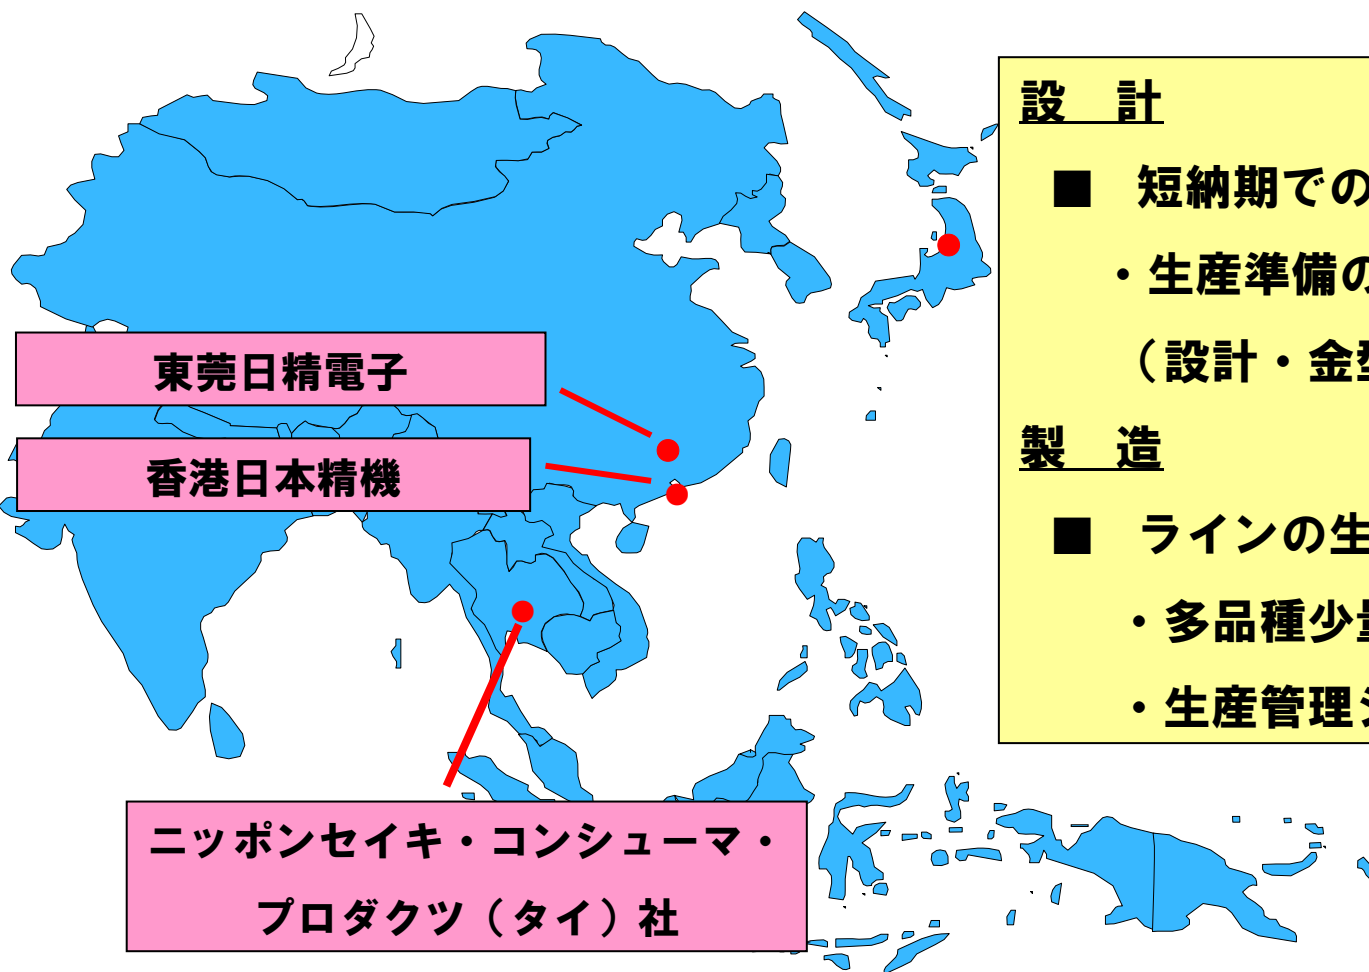 東莞日精電子
香港日本精機
ニッポンセイキ・コンシューマ・
プロダクツ（タイ）社
設　計
■　短納期での
・生産準備の
（設計・金型
製　造
■　ラインの生
・多品種少量
・生産管理シ